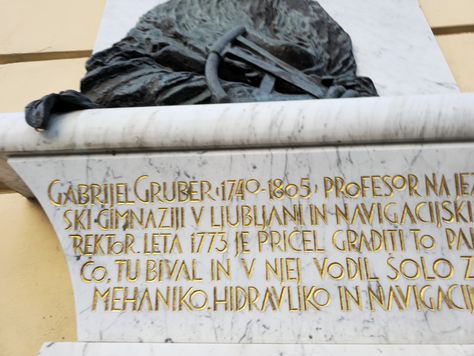 GABRIJEL GRUBER·1740-1805, PROFESOR NA JEZ
SKI GIMNAZIJI V LJUBLJANI IN NAVIGACIJSKI
REKTOR. LETA 1773 JE PRIČEL GRADITI TO PAL
ČO. TU BIVAL IN V NJEJ VODIL ŠOLO Z
MEHANIKO. HIDRAVLIKO IN NAVIGACI